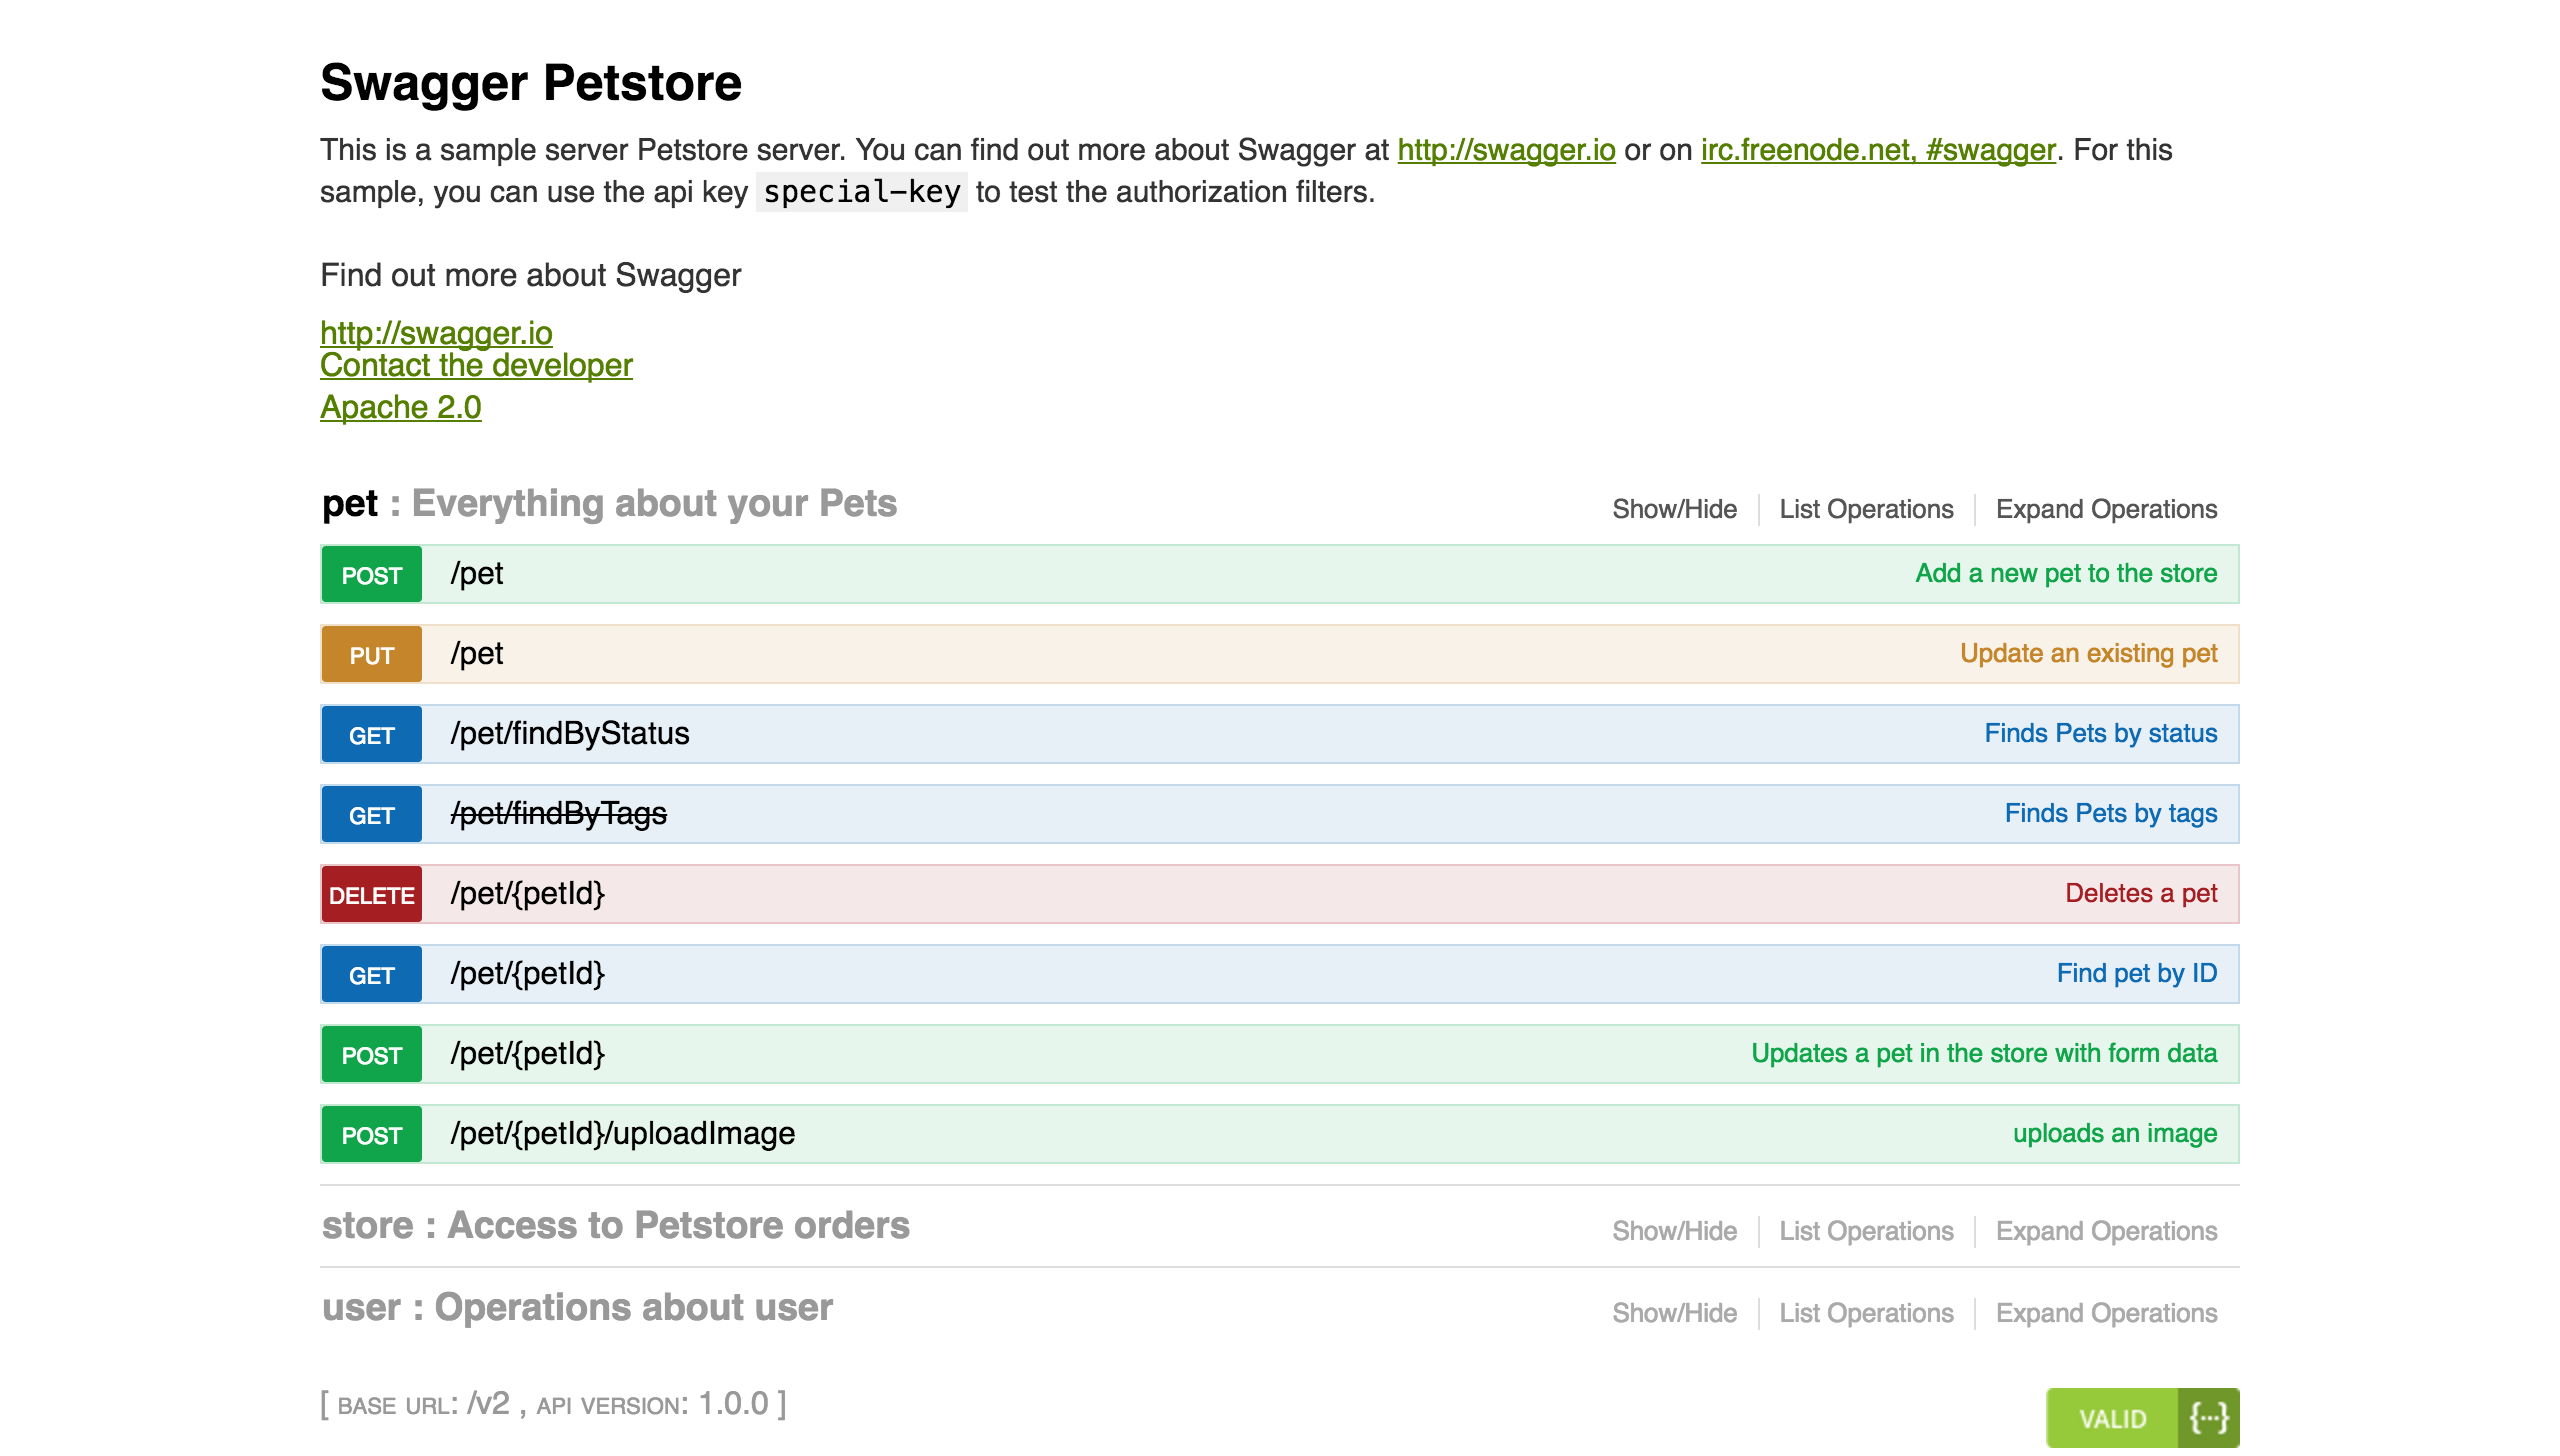 Swagger Petstore
This is a sample server Petstore server. You can find out more about Swagger at http://swagger.io or on irc.freenode.net, #swagger. For this
sample, you can use the api key special-key to test the authorization filters.
Find out more about Swagger
http://swagger.io
Contact the developer
Apache 2.0
pet : Everything about your Pets Show/Hide List Operations Expand Operations
POST /pet Add a new pet to the store
PUT /pet Update an existing pet
GET /pet/findByStatus Finds Pets by status
GET /pet/findByTags Finds Pets by tags
DELETE /pet/{petId} Deletes a pet
GET /pet/{petId} Find pet by ID
POST /pet/{petId} Updates a pet in the store with form data
POST /pet/{petId}/uploadImage uploads an image
store : Access to Petstore orders Show/Hide List Operations Expand Operations
user : Operations about user Show/Hide List Operations Expand Operations
[ BASE URL: /v2 , API VERSION: 1.0.0 ] VALID {...}